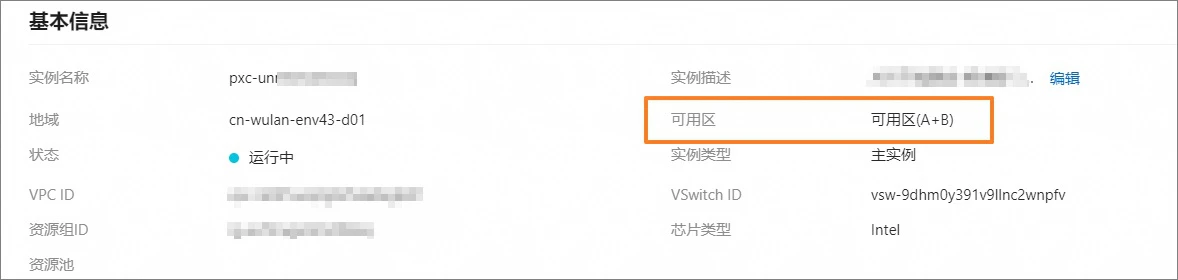 基本信息
实例名称 pxc-unr 实例描述 编辑
地域 cn-wulan-env43-d01 可用区 可用区(A+B)
状态 运行中 实例类型 主实例
VPC ID VSwitch ID vsw-9dhm0y391v9llnc2wnpfv
资源组ID 芯片类型 Intel
资源池